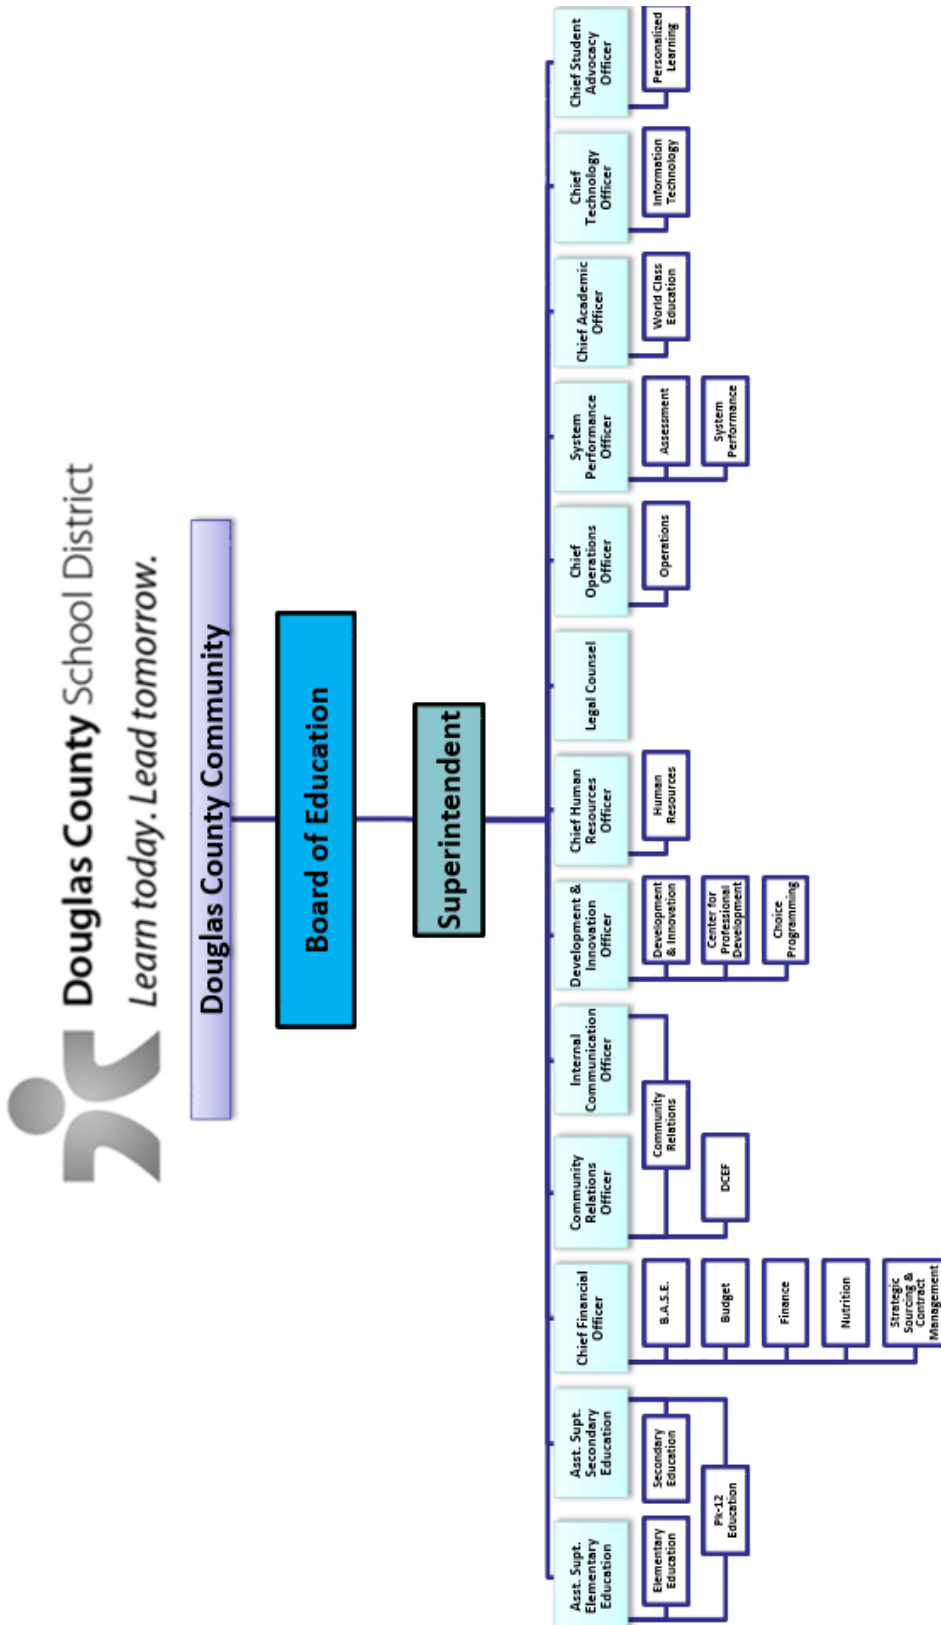 Douglas County School District
Learn today. Lead tomorrow.
Douglas County Community
Board of Education
Superintendent
Asst. Supt.
Elementary
Education
Elementary
Education
Pk-12
Education
Asst. Supt.
Secondary
Education
Secondary
Education
Chief Financial
Officer
B.A.S.E.
Budget
Finance
Nutrition
Strategic
Sourcing &
Contract
Management
Community
Relations
Officer
Community
Relations
DCEF
Internal
Communication
Officer
Development &
Innovation
Officer
Development
& Innovation
Center for
Professional
Development
Choice
Programming
Chief Human
Resources
Officer
Human
Resources
Legal Counsel
Chief
Operations
Officer
Operations
System
Performance
Officer
Assessment
System
Performance
Chief Academic
Officer
World Class
Education
Chief
Technology
Officer
Information
Technology
Chief Student
Advocacy
Officer
Personalized
Learning